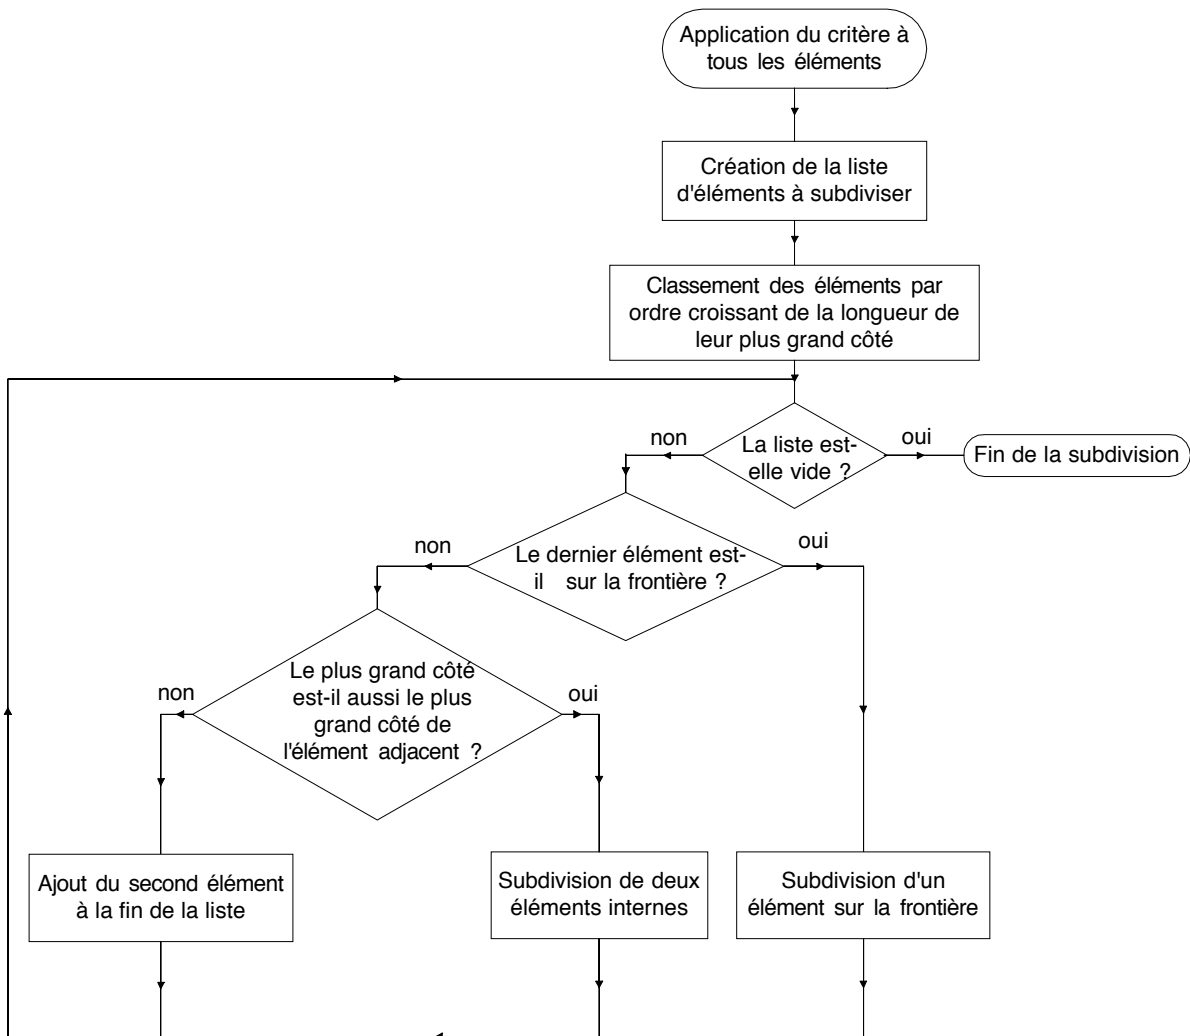 Application du critère à
tous les éléments
Création de la liste
d'éléments à subdiviser
Classement des éléments par
ordre croissant de la longueur de
leur plus grand côté
non
La liste est-
elle vide ?
oui
Fin de la subdivision
non
Le dernier élément est-
il sur la frontière ?
oui
non
Le plus grand côté
est-il aussi le plus
grand côté de
l'élément adjacent ?
oui
Ajout du second élément
à la fin de la liste
Subdivision de deux
éléments internes
Subdivision d'un
élément sur la frontière